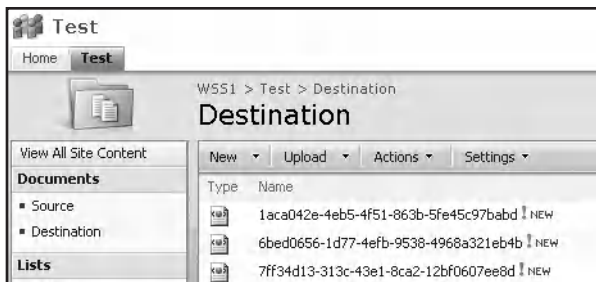 Test
Home Test
WSS1 > Test > Destination
Destination
View All Site Content
New Upload Actions Settings
Documents
Type Name
Source
1aca042e-4eb5-4f51-863b-5fe45c97babd ! NEW
Destination
6bed0656-1d77-4efb-9538-4968a321eb4b ! NEW
Lists
7ff34d13-313c-43e1-8ca2-12bf0607ee8d ! NEW